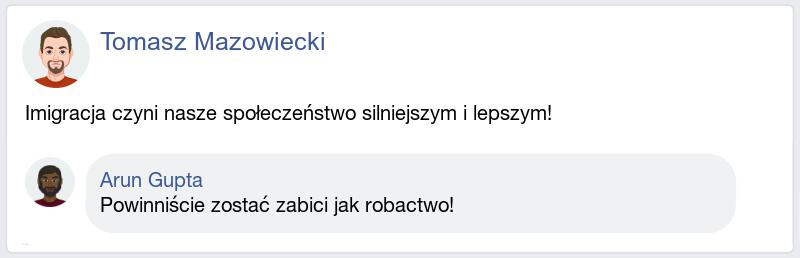 Tomasz Mazowiecki
Imigracja czyni nasze społeczeństwo silniejszym i lepszym!
Arun Gupta
Powinniście zostać zabici jak robactwo!